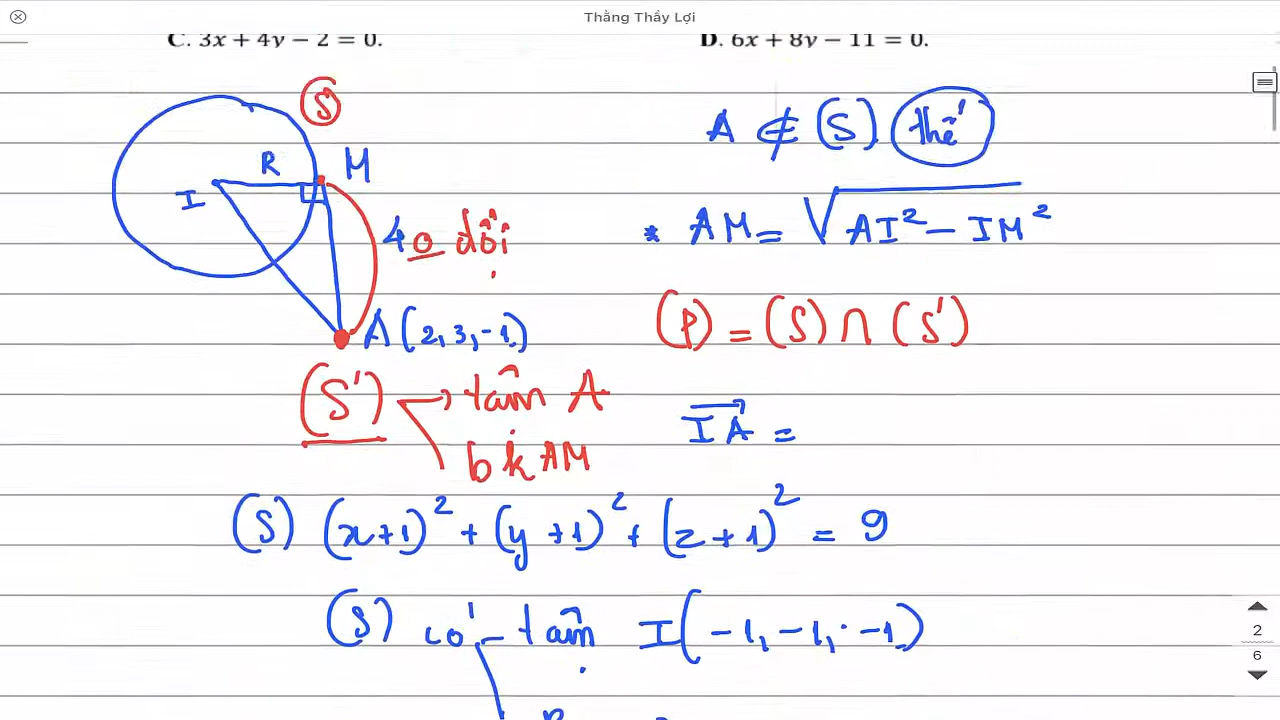 Thằng Thầy Lợi
C. 3x + 4y − 2 = 0.
D. 6x + 8y − 11 = 0.
(S)
R
M
I
4 o đổi
A (2, 3, -1)
(S') → tâm A
bk AM
A ∉ (S) thế
* AM = √AI² − IM²
(P) = (S) ∩ (S')
IA =
(S) (x+1)² + (y+1)² + (z+1)² = 9
(S) có tâm I(-1, -1, -1)
2
6